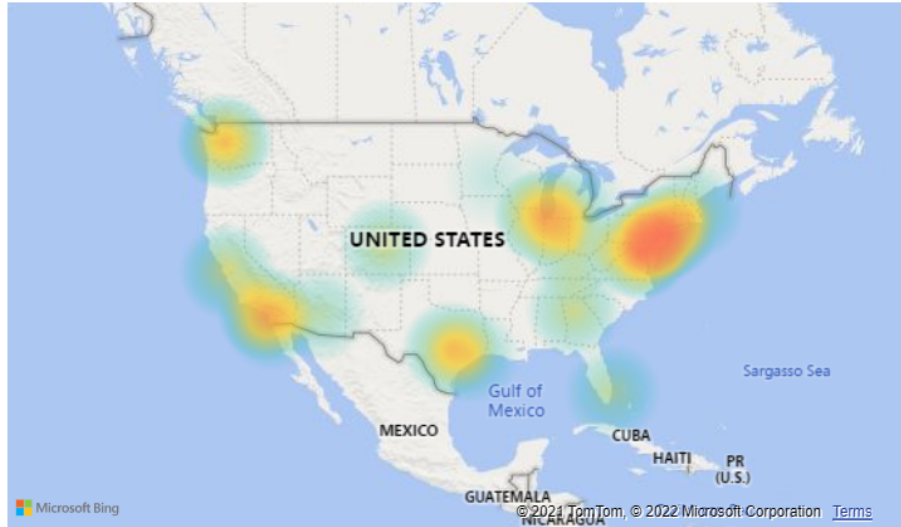 UNITED STATES
Sargasso Sea
Gulf of
Mexico
MEXICO
CUBA
HAITI
PR
(U.S.)
GUATEMALA
Microsoft Bing
© 2021 TomTom, © 2022 Microsoft Corporation Terms
NICARAGUA